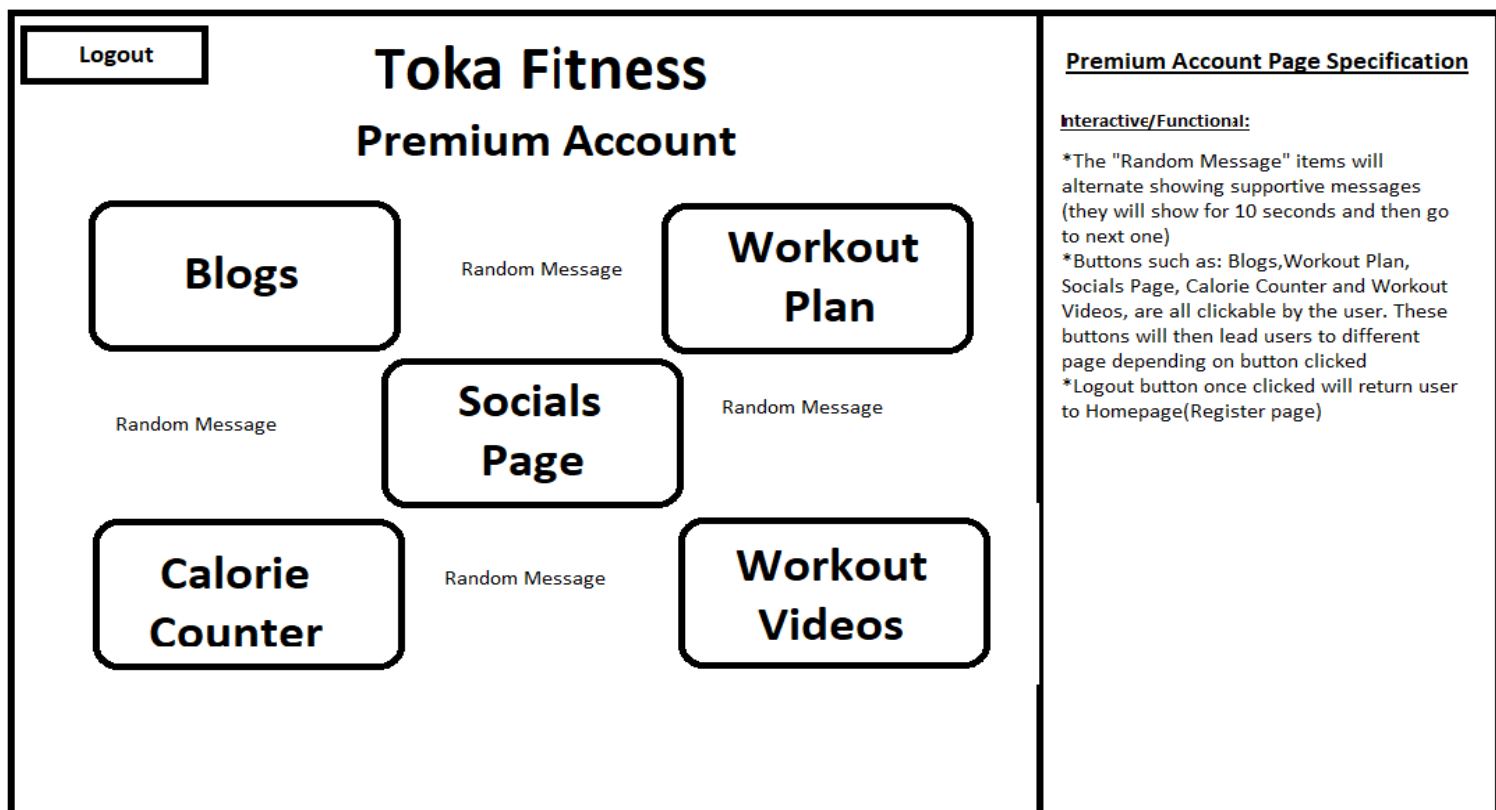 Logout
Toka Fitness
Premium Account
Blogs
Random Message
Workout
Plan
Socials
Page
Random Message
Random Message
Calorie
Counter
Random Message
Workout
Videos
Premium Account Page Specification
Interactive/Functional:
*The "Random Message" items will
alternate showing supportive messages
(they will show for 10 seconds and then go
to next one)
*Buttons such as: Blogs,Workout Plan,
Socials Page, Calorie Counter and Workout
Videos, are all clickable by the user. These
buttons will then lead users to different
page depending on button clicked
*Logout button once clicked will return user
to Homepage(Register page)